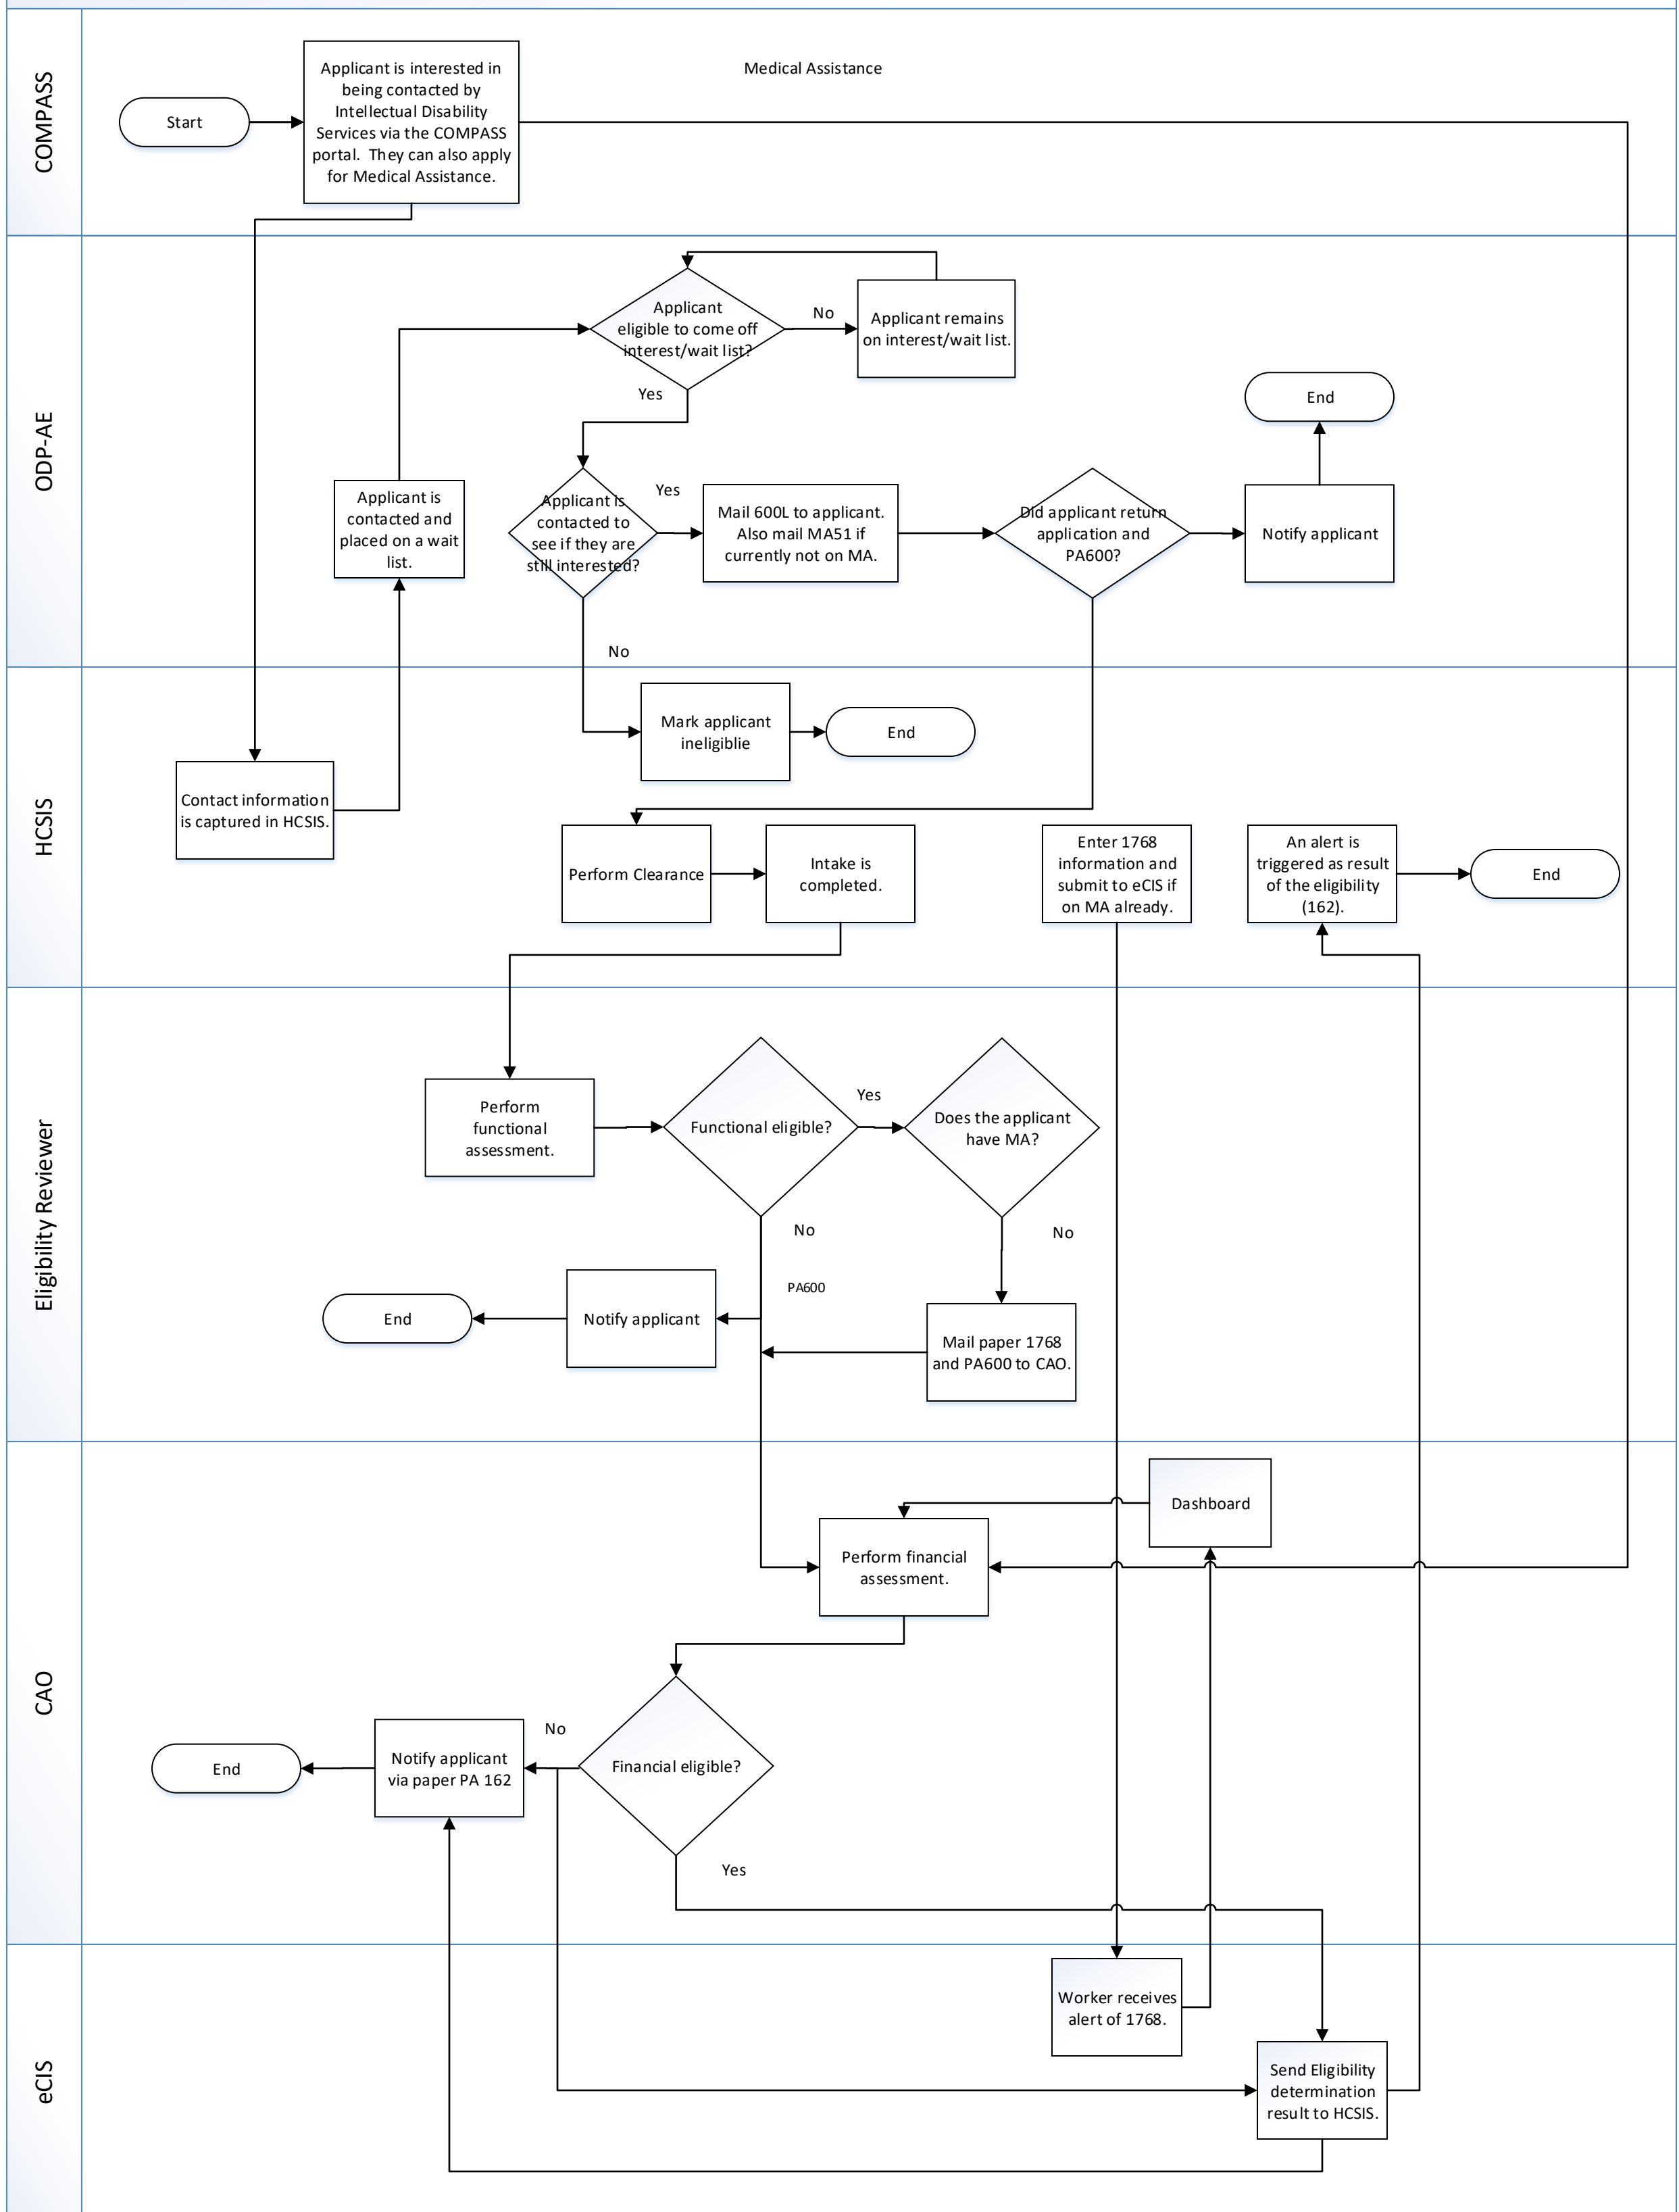 COMPASS
Start
Applicant is interested in
being contacted by
Intellectual Disability
Services via the COMPASS
portal.  They can also apply
for Medical Assistance.
Medical Assistance
ODP-AE
Applicant
eligible to come off
interest/wait list?
No
Applicant remains
on interest/wait list.
Yes
End
Applicant is
contacted and
placed on a wait
list.
Applicant is
contacted to
see if they are
still interested?
Yes
Mail 600L to applicant.
Also mail MA51 if
currently not on MA.
Did applicant return
application and
PA600?
Notify applicant
No
HCSIS
Mark applicant
ineligiblie
End
Contact information
is captured in HCSIS.
Perform Clearance
Intake is
completed.
Enter 1768
information and
submit to eCIS if
on MA already.
An alert is
triggered as result
of the eligibility
(162).
End
Eligibility Reviewer
Perform
functional
assessment.
Functional eligible?
Yes
Does the applicant
have MA?
No
No
PA600
End
Notify applicant
Mail paper 1768
and PA600 to CAO.
CAO
Dashboard
Perform financial
assessment.
End
Notify applicant
via paper PA 162
No
Financial eligible?
Yes
eCIS
Worker receives
alert of 1768.
Send Eligibility
determination
result to HCSIS.